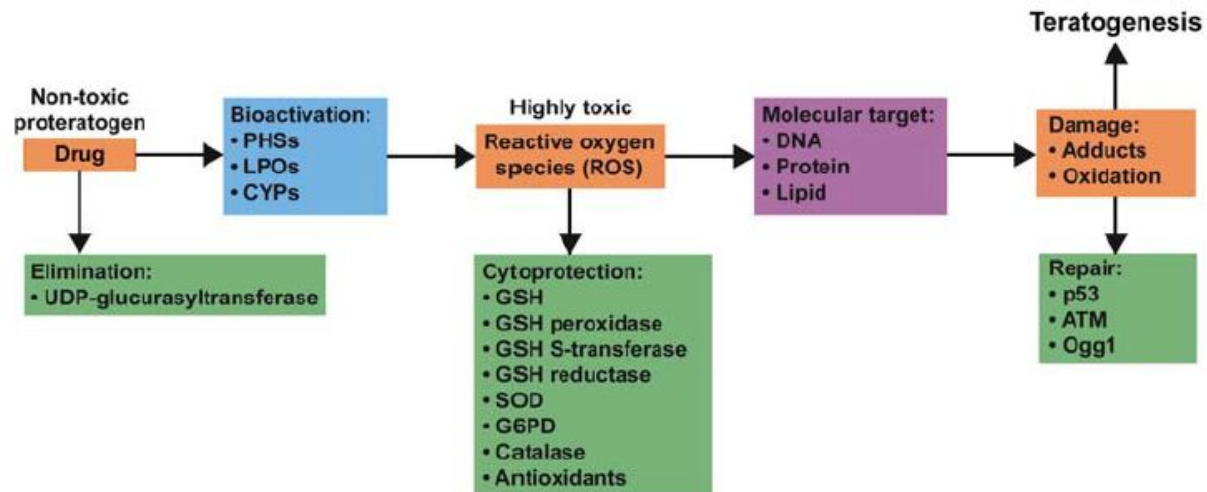 Teratogenesis
Non-toxic
proteratogen
Drug
Bioactivation:
• PHSs
• LPOs
• CYPs
Highly toxic
Reactive oxygen
species (ROS)
Molecular target:
• DNA
• Protein
• Lipid
Damage:
• Adducts
• Oxidation
Elimination:
• UDP-glucurasyltransferase
Cytoprotection:
• GSH
• GSH peroxidase
• GSH S-transferase
• GSH reductase
• SOD
• G6PD
• Catalase
• Antioxidants
Repair:
• p53
• ATM
• Ogg1